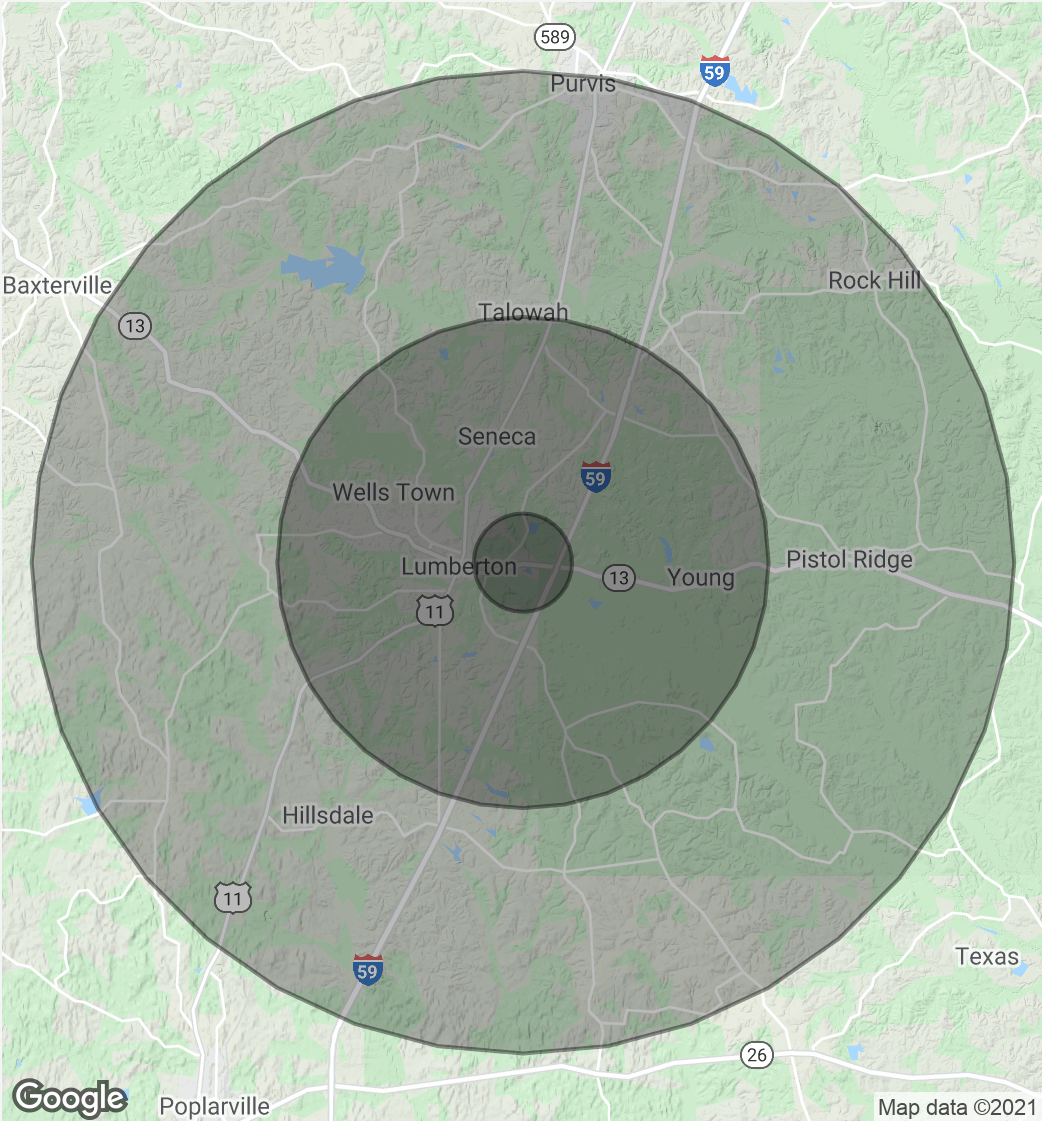 589
59
Purvis
Baxterville
Rock Hill
13
Talowah
Seneca
59
Wells Town
Lumberton
13
Young
Pistol Ridge
11
Hillsdale
11
59
Texas
26
Google
Poplarville
Map data ©2021